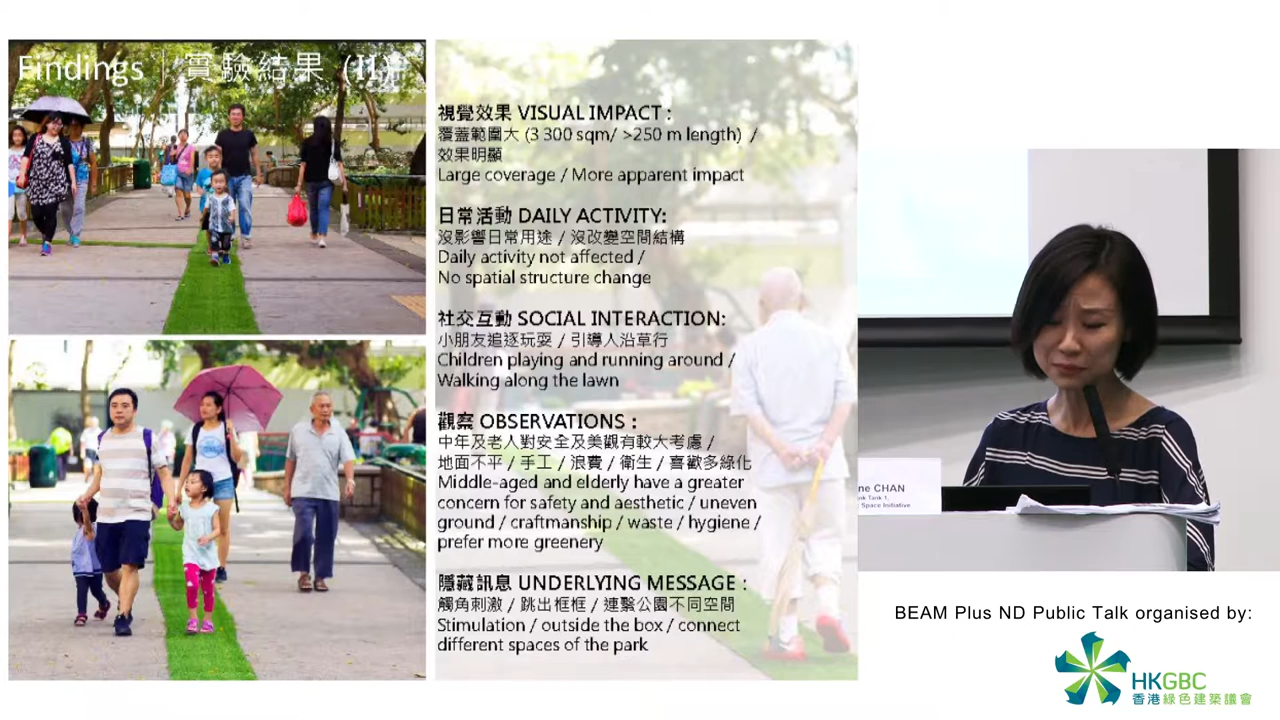 Findings | 實驗結果 (II)
視覺效果 VISUAL IMPACT :
覆蓋範圍大 (3 300 sqm/ >250 m length) /
效果明顯
Large coverage / More apparent impact
日常活動 DAILY ACTIVITY:
沒影響日常用途 / 沒改變空間結構
Daily activity not affected /
No spatial structure change
社交互動 SOCIAL INTERACTION:
小朋友追逐玩耍 / 引導人沿草行
Children playing and running around /
Walking along the lawn
觀察 OBSERVATIONS :
中年及老人對安全及美觀有較大考慮 /
地面不平 / 手工 / 浪費 / 衛生 / 喜歡多綠化
Middle-aged and elderly have a greater
concern for safety and aesthetic / uneven
ground / craftmanship / waste / hygiene /
prefer more greenery
隱藏訊息 UNDERLYING MESSAGE :
觸角刺激 / 跳出框框 / 連繫公園不同空間
Stimulation / outside the box / connect
different spaces of the park
ne CHAN
nk Tank 1,
Space Initiative
BEAM Plus ND Public Talk organised by:
HKGBC
香港綠色建築議會